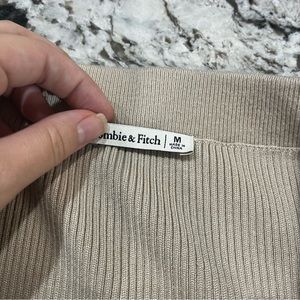 ombie & Fitch
M
MADE IN
CHINA